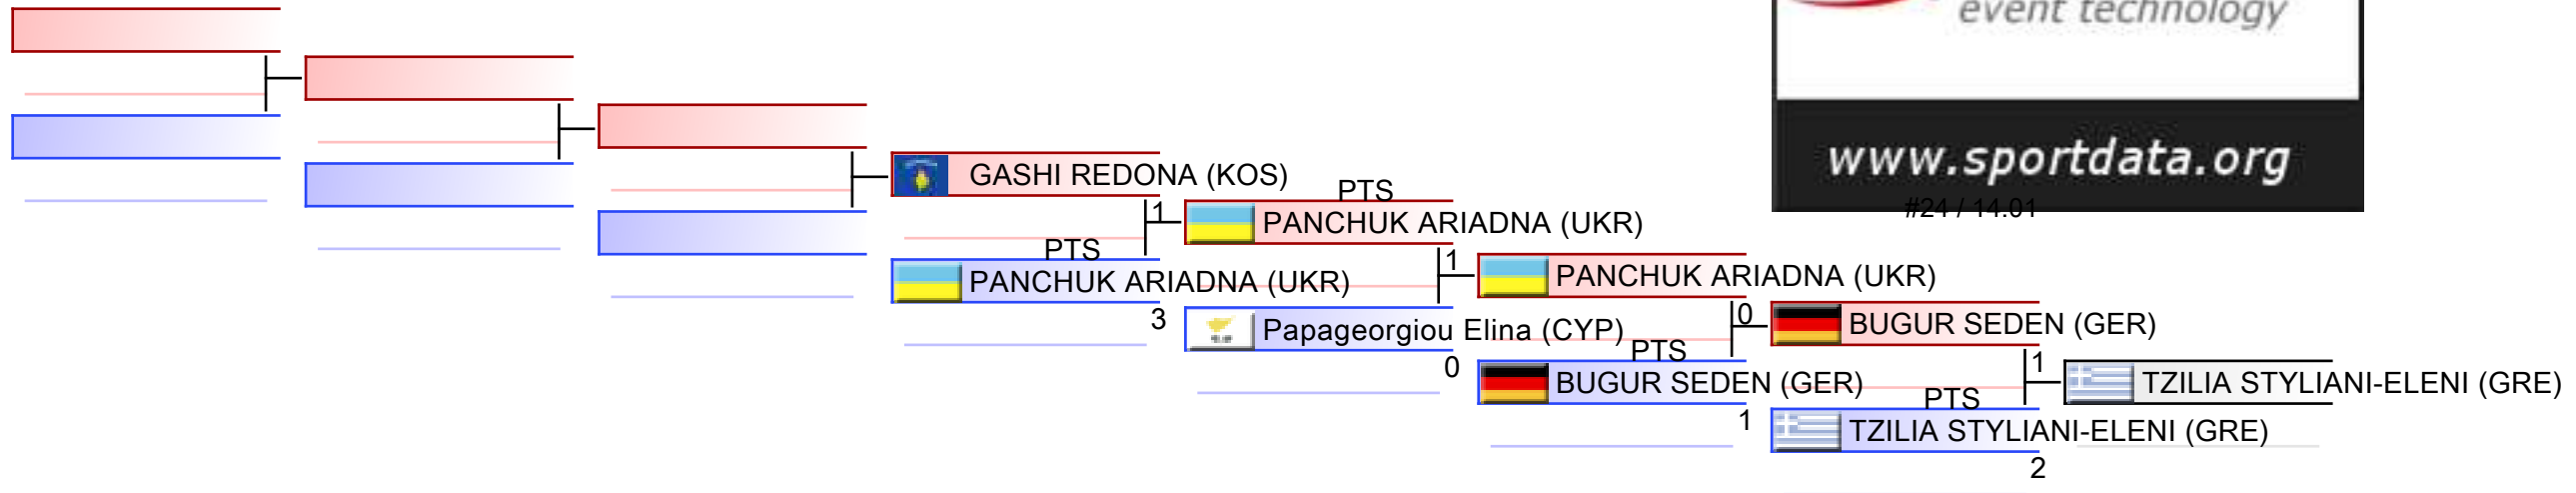 event technology
www.sportdata.org
#24 / 14.01
GASHI REDONA (KOS)
1
PTS
PANCHUK ARIADNA (UKR)
3
PTS
PANCHUK ARIADNA (UKR)
1
Papageorgiou Elina (CYP)
0
PANCHUK ARIADNA (UKR)
0
PTS
BUGUR SEDEN (GER)
1
BUGUR SEDEN (GER)
1
PTS
TZILIA STYLIANI-ELENI (GRE)
2
TZILIA STYLIANI-ELENI (GRE)